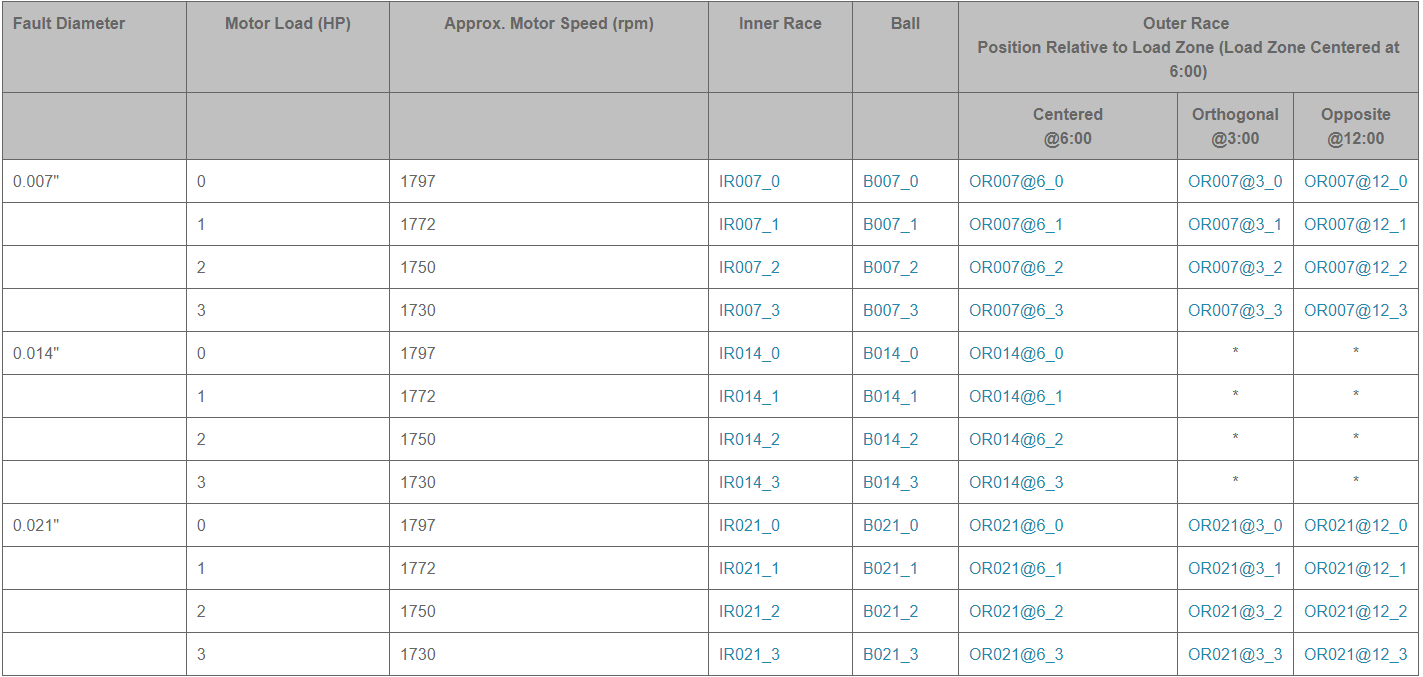 Fault Diameter Motor Load (HP) Approx. Motor Speed (rpm) Inner Race Ball Outer Race
Position Relative to Load Zone (Load Zone Centered at
6:00)
Centered Orthogonal Opposite
@6:00 @3:00 @12:00
0.007" 0 1797 IR007_0 B007_0 OR007@6_0 OR007@3_0 OR007@12_0
1 1772 IR007_1 B007_1 OR007@6_1 OR007@3_1 OR007@12_1
2 1750 IR007_2 B007_2 OR007@6_2 OR007@3_2 OR007@12_2
3 1730 IR007_3 B007_3 OR007@6_3 OR007@3_3 OR007@12_3
0.014" 0 1797 IR014_0 B014_0 OR014@6_0 * *
1 1772 IR014_1 B014_1 OR014@6_1 * *
2 1750 IR014_2 B014_2 OR014@6_2 * *
3 1730 IR014_3 B014_3 OR014@6_3 * *
0.021" 0 1797 IR021_0 B021_0 OR021@6_0 OR021@3_0 OR021@12_0
1 1772 IR021_1 B021_1 OR021@6_1 OR021@3_1 OR021@12_1
2 1750 IR021_2 B021_2 OR021@6_2 OR021@3_2 OR021@12_2
3 1730 IR021_3 B021_3 OR021@6_3 OR021@3_3 OR021@12_3